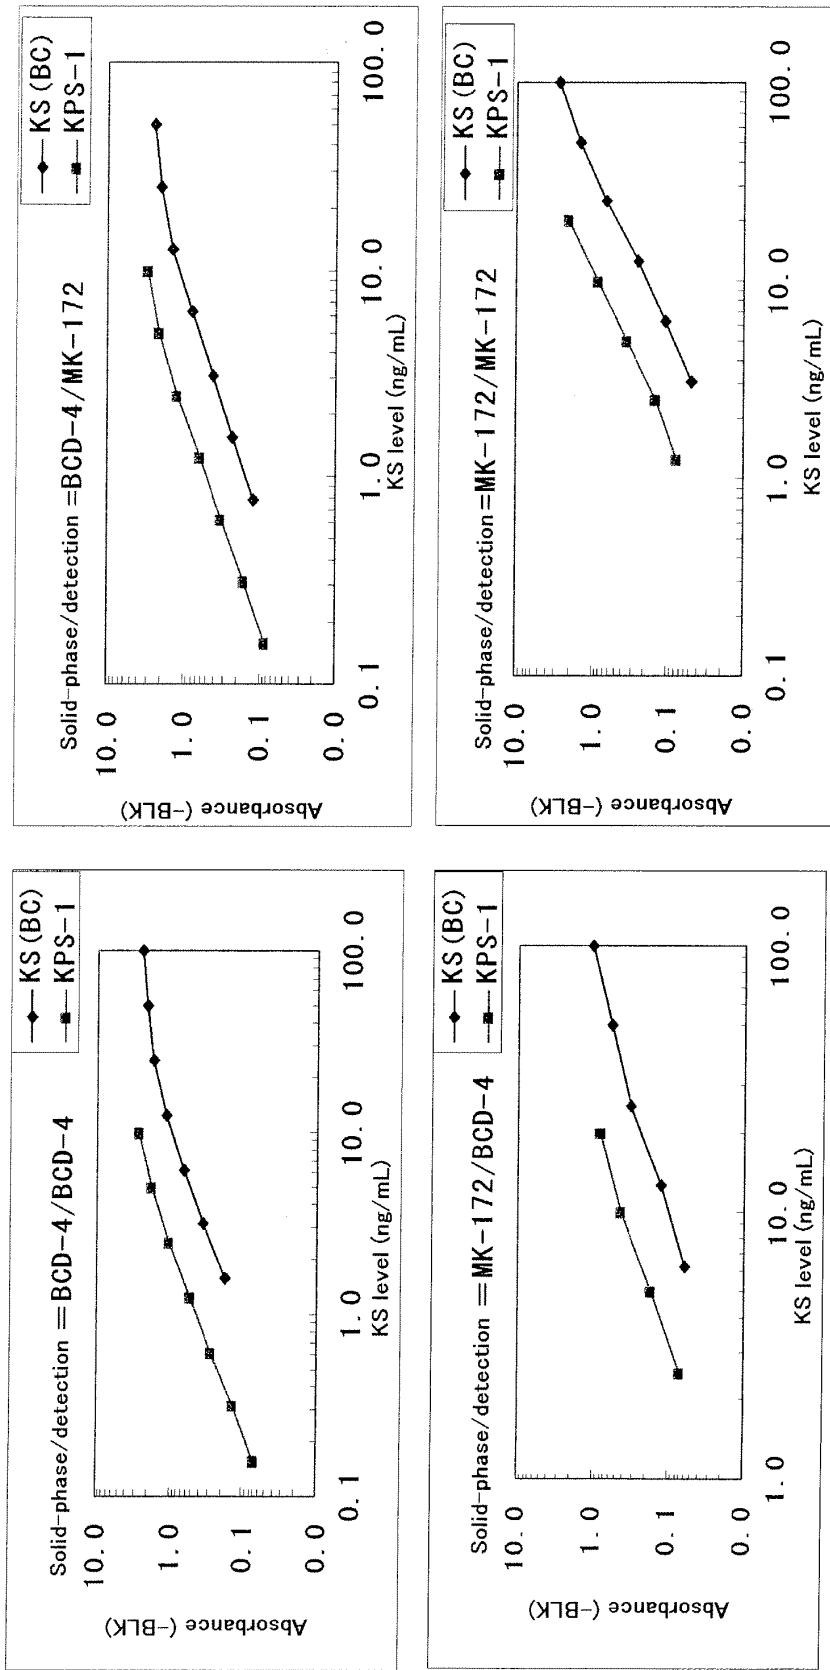 Solid-phase/detection =BCD-4/BCD-4
KS(BC)
KPS-1
10.0
1.0
0.1
0.0
Absorbance (-BLK)
0.1
1.0
10.0
100.0
KS level (ng/mL)
Solid-phase/detection =BCD-4/MK-172
KS(BC)
KPS-1
10.0
1.0
0.1
0.0
Absorbance (-BLK)
0.1
1.0
10.0
100.0
KS level (ng/mL)
Solid-phase/detection =MK-172/BCD-4
KS(BC)
KPS-1
10.0
1.0
0.1
0.0
Absorbance (-BLK)
1.0
10.0
100.0
KS level (ng/mL)
Solid-phase/detection =MK-172/MK-172
KS(BC)
KPS-1
10.0
1.0
0.1
0.0
Absorbance (-BLK)
0.1
1.0
10.0
100.0
KS level (ng/mL)